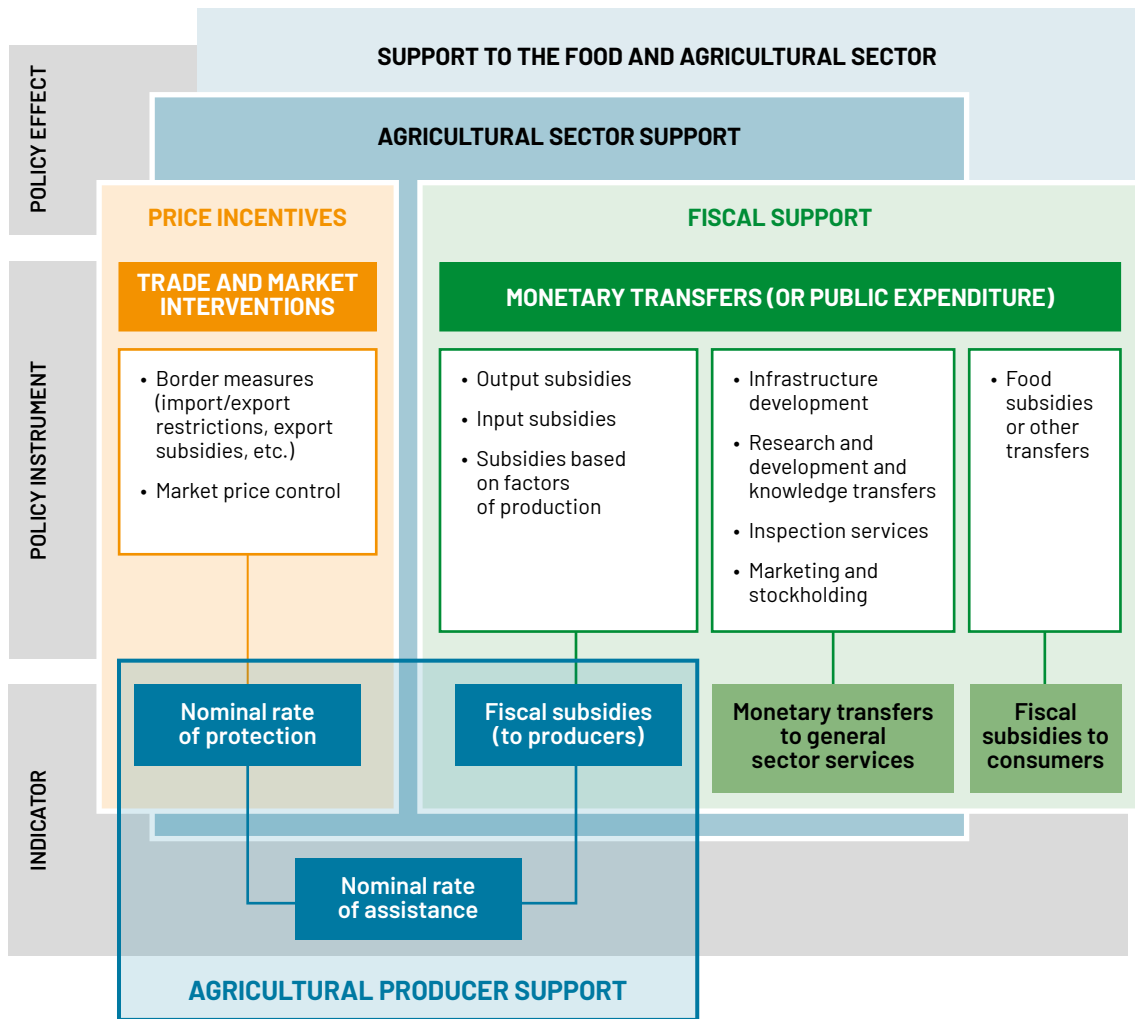 SUPPORT TO THE FOOD AND AGRICULTURAL SECTOR
POLICY EFFECT
AGRICULTURAL SECTOR SUPPORT
PRICE INCENTIVES
FISCAL SUPPORT
POLICY INSTRUMENT
TRADE AND MARKET
INTERVENTIONS
MONETARY TRANSFERS (OR PUBLIC EXPENDITURE)
• Border measures
(import/export
restrictions, export
subsidies, etc.)
• Market price control
• Output subsidies
• Input subsidies
• Subsidies based
on factors
of production
• Infrastructure
development
• Research and
development and
knowledge transfers
• Inspection services
• Marketing and
stockholding
• Food
subsidies
or other
transfers
INDICATOR
Nominal rate
of protection
Fiscal subsidies
(to producers)
Monetary transfers
to general
sector services
Fiscal
subsidies to
consumers
Nominal rate
of assistance
AGRICULTURAL PRODUCER SUPPORT